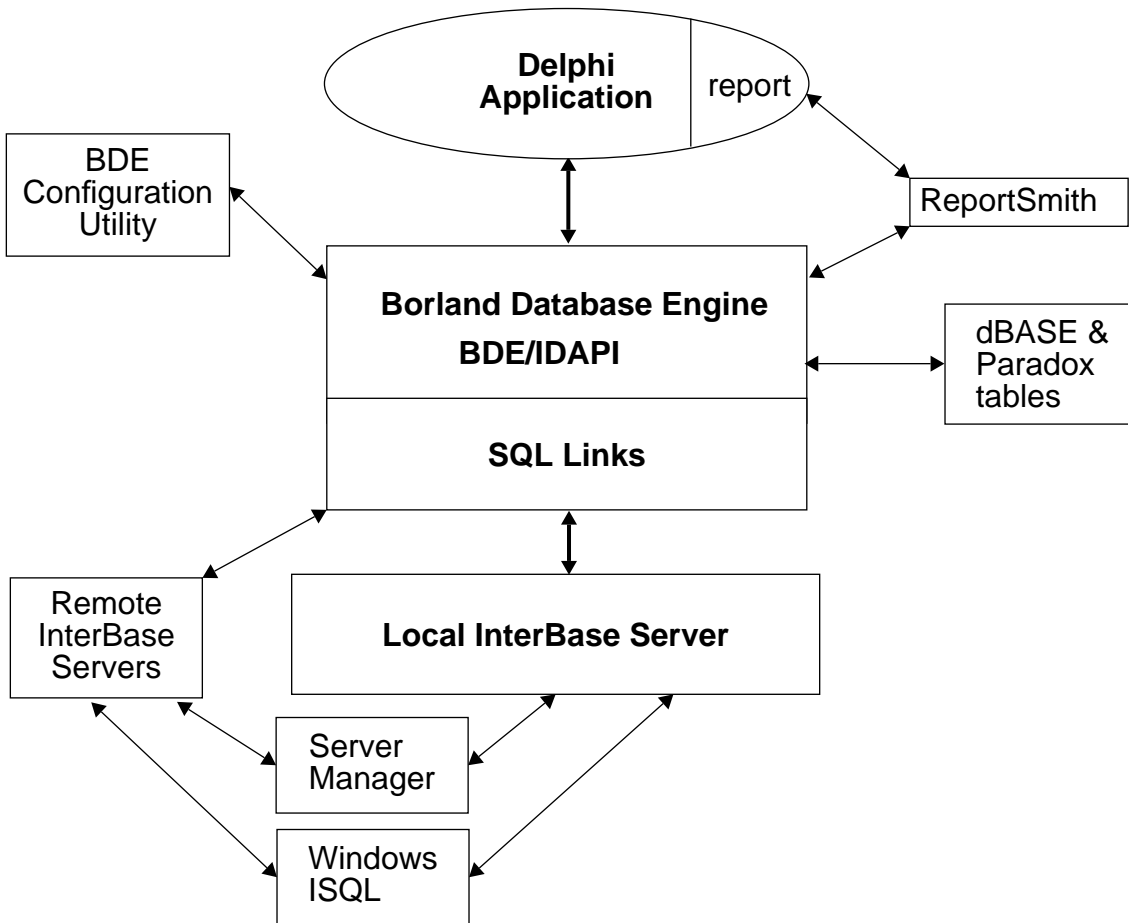 Delphi
Application
report
BDE
Configuration
Utility
ReportSmith
Borland Database Engine
BDE/IDAPI
dBASE &
Paradox
tables
SQL Links
Remote
InterBase
Servers
Local InterBase Server
Server
Manager
Windows
ISQL